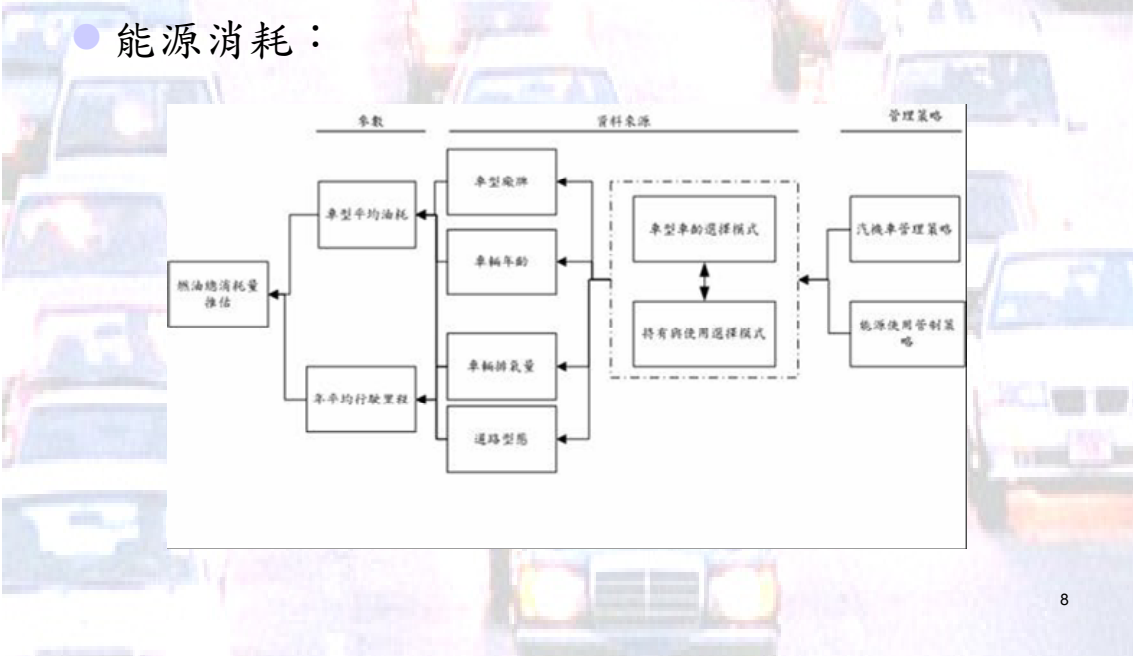 能源消耗：
參數
資料來源
管理策略
車型廠牌
車型平均油耗
車型車齡選擇模式
汽機車管理策略
車輛年齡
燃油總消耗量
推估
持有與使用選擇模式
能源使用管制策
略
車輛排氣量
年平均行駛里程
道路型態
8